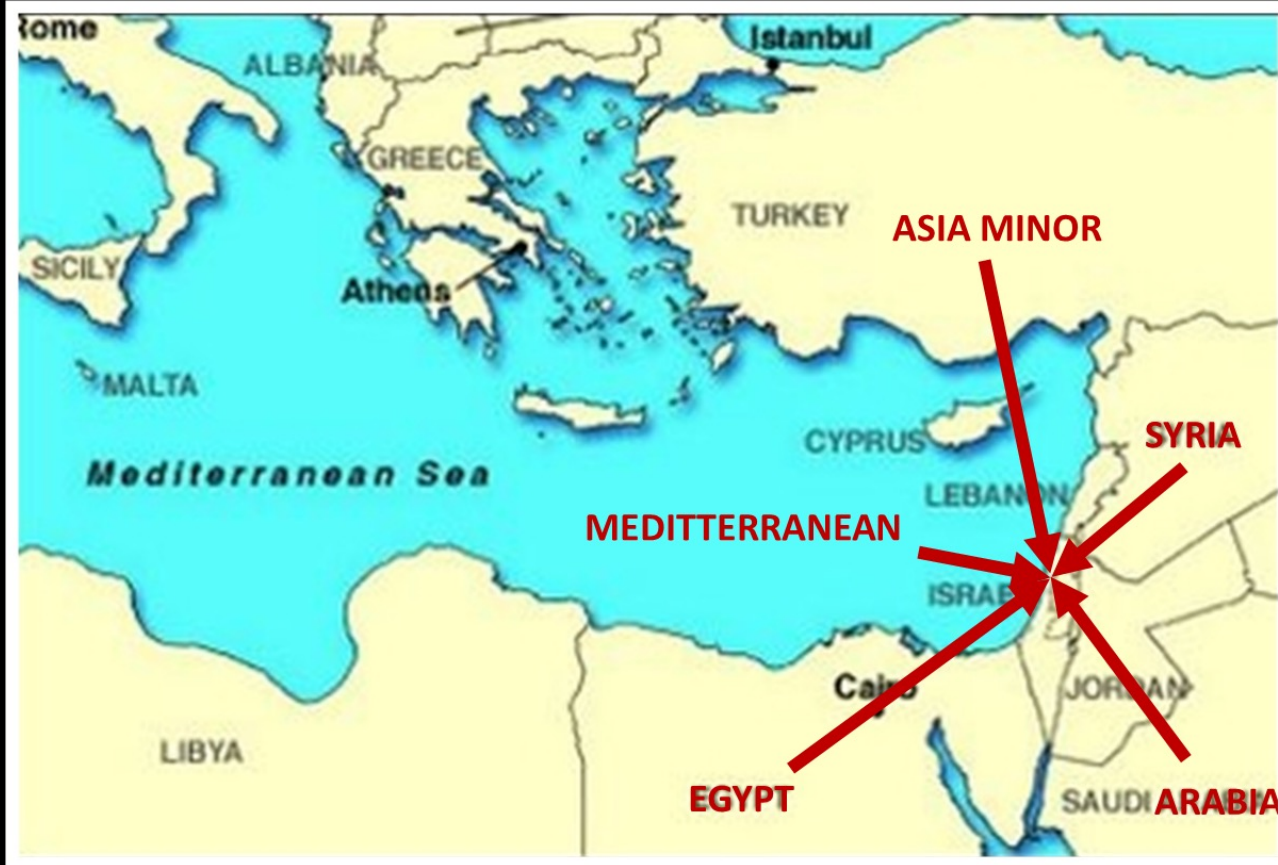 Rome
Istanbul
ALBANIA
GREECE
TURKEY
ASIA MINOR
SICILY
Athens
MALTA
CYPRUS
SYRIA
Mediterranean Sea
LEBANON
MEDITTERRANEAN
ISRAE
Cairo
JORDAN
LIBYA
EGYPT
SAUDI ARABIA